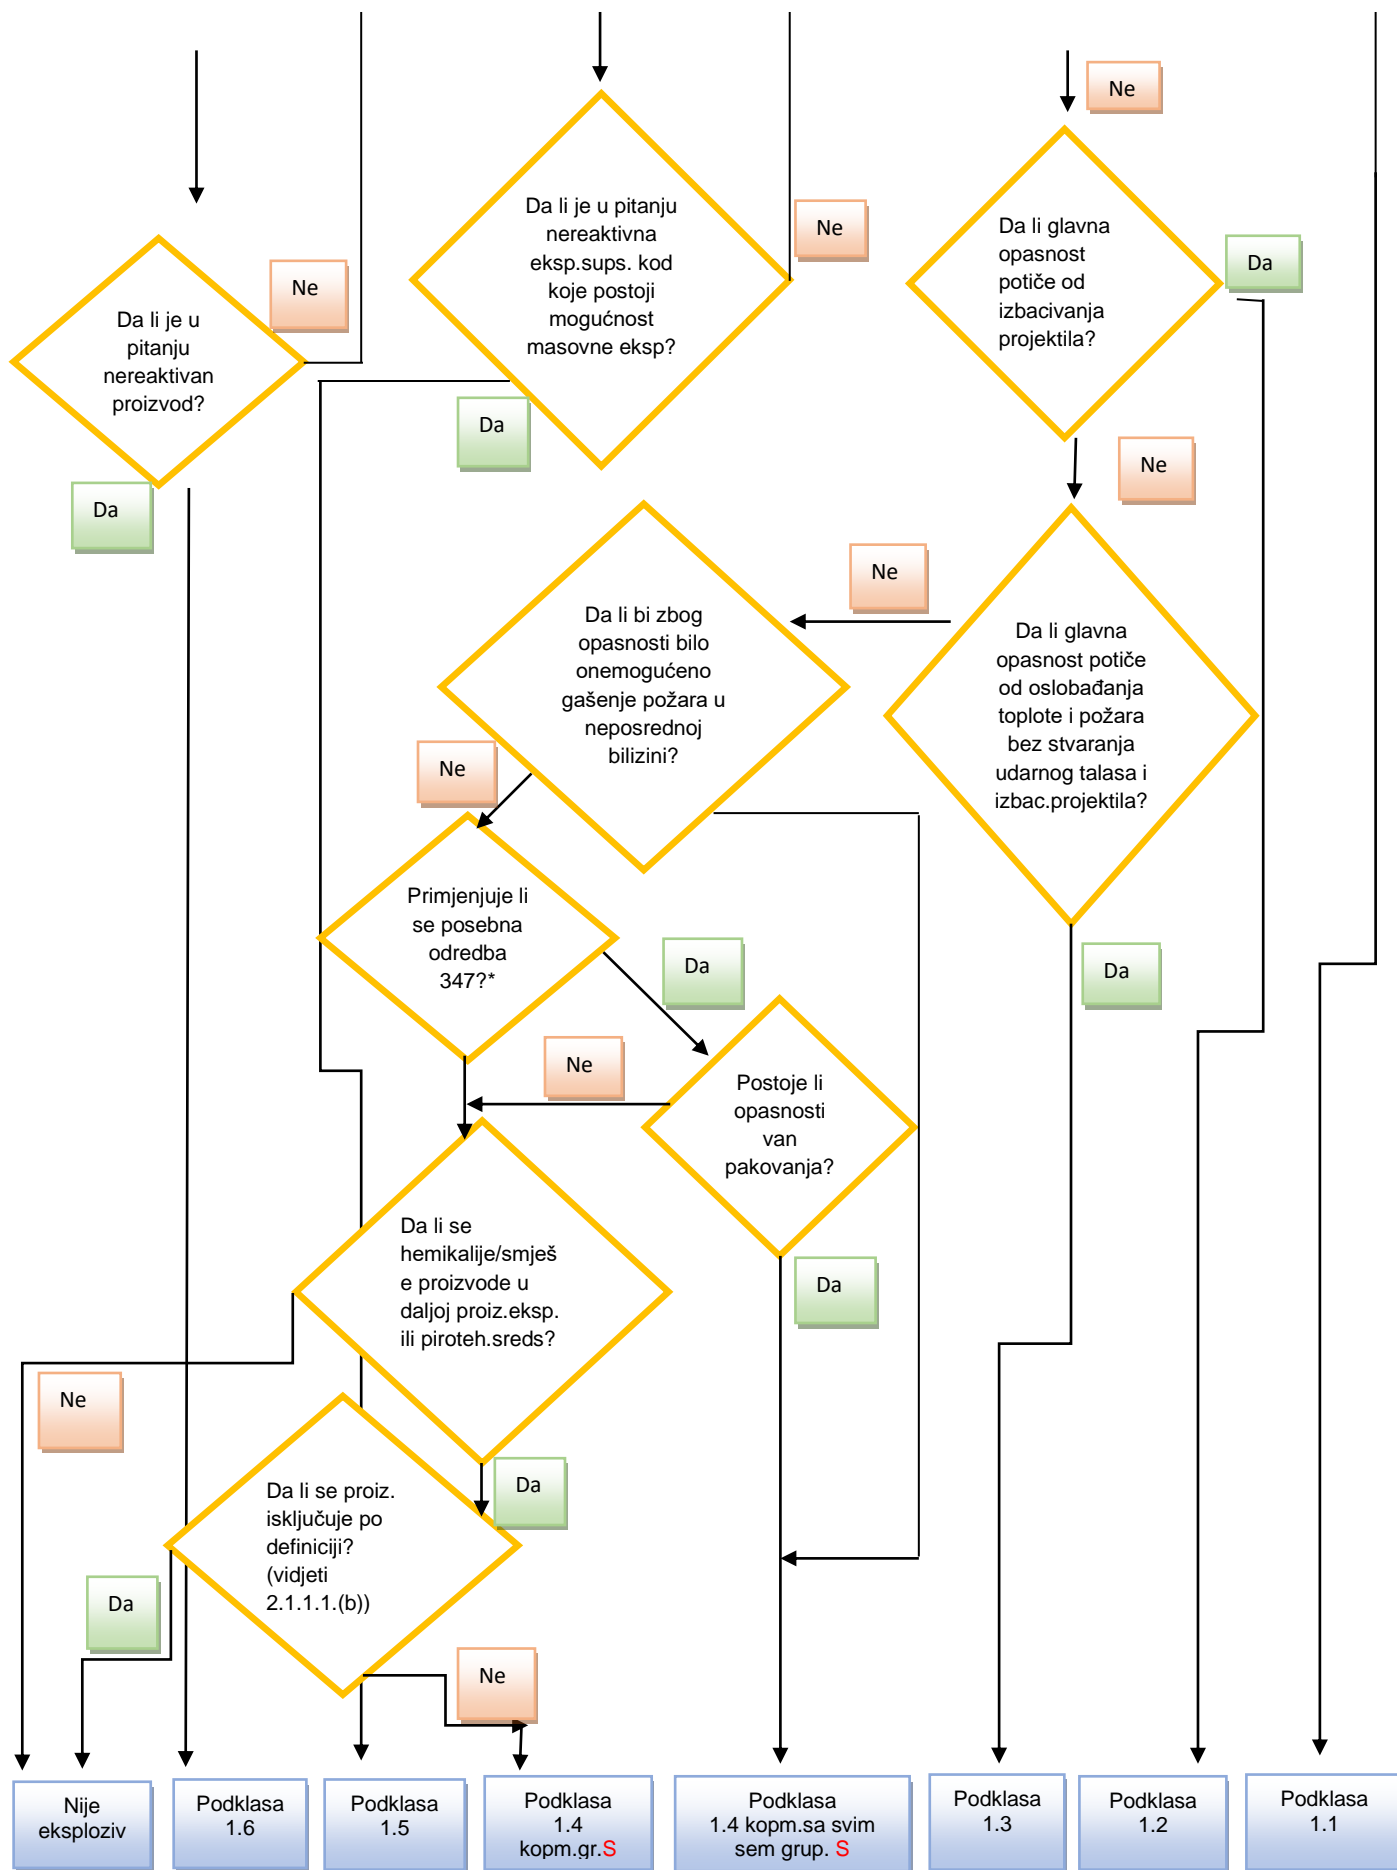 Ne
Da li je u pitanju
nereaktivna
eksp.sups. kod
koje postoji
mogućnost
masovne eksp?
Ne
Da li glavna
opasnost
potiče od
izbacivanja
projektila?
Da
Ne
Da li je u
pitanju
nereaktivan
proizvod?
Da
Ne
Da
Ne
Da li bi zbog
opasnosti bilo
onemogućeno
gašenje požara u
neposrednoj
bilizini?
Da li glavna
opasnost potiče
od oslobađanja
toplote i požara
bez stvaranja
udarnog talasa i
izbac.projektila?
Ne
Primjenjuje li
se posebna
odredba
347?*
Da
Da
Ne
Postoje li
opasnosti
van
pakovanja?
Da li se
hemikalije/smješ
e proizvode u
daljoj proiz.eksp.
ili piroteh.sreds?
Da
Ne
Da
Da li se proiz.
isključuje po
definiciji?
(vidjeti
2.1.1.1.(b))
Da
Ne
Nije
eksploziv
Podklasa
1.6
Podklasa
1.5
Podklasa
1.4
kopm.gr.S
Podklasa
1.4 kopm.sa svim
sem grup. S
Podklasa
1.3
Podklasa
1.2
Podklasa
1.1